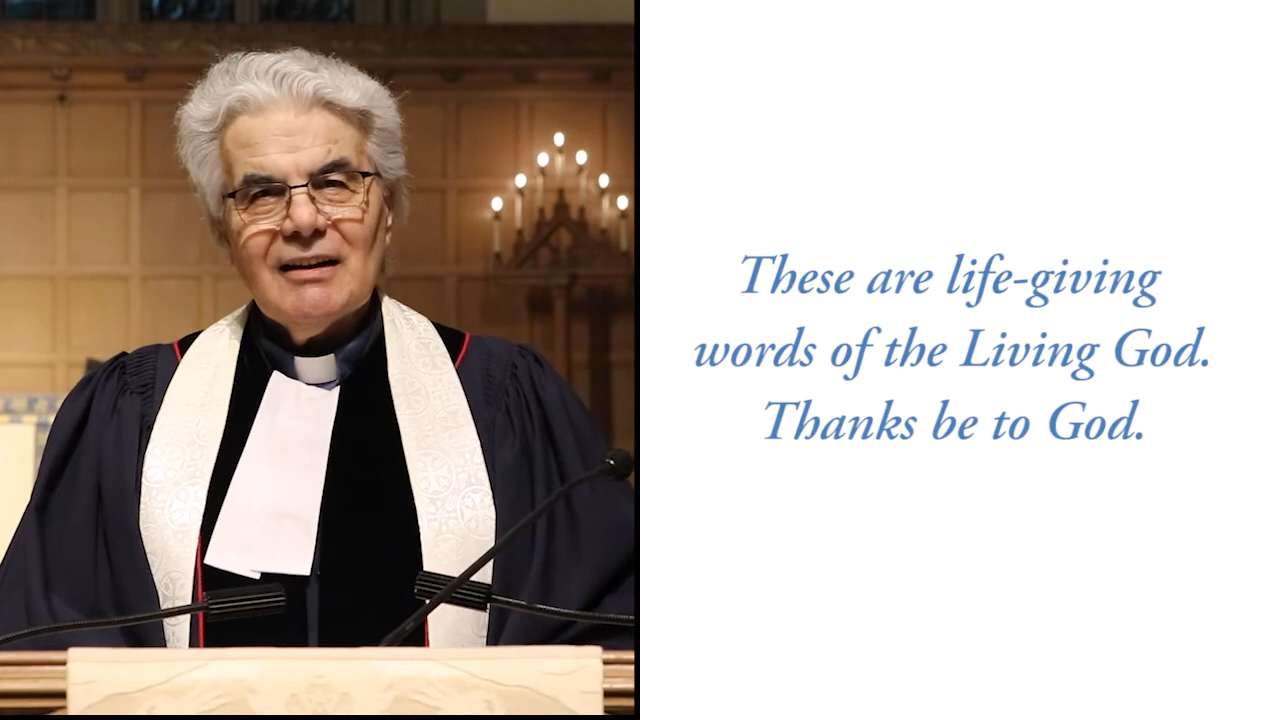 These are life-giving
words of the Living God.
Thanks be to God.